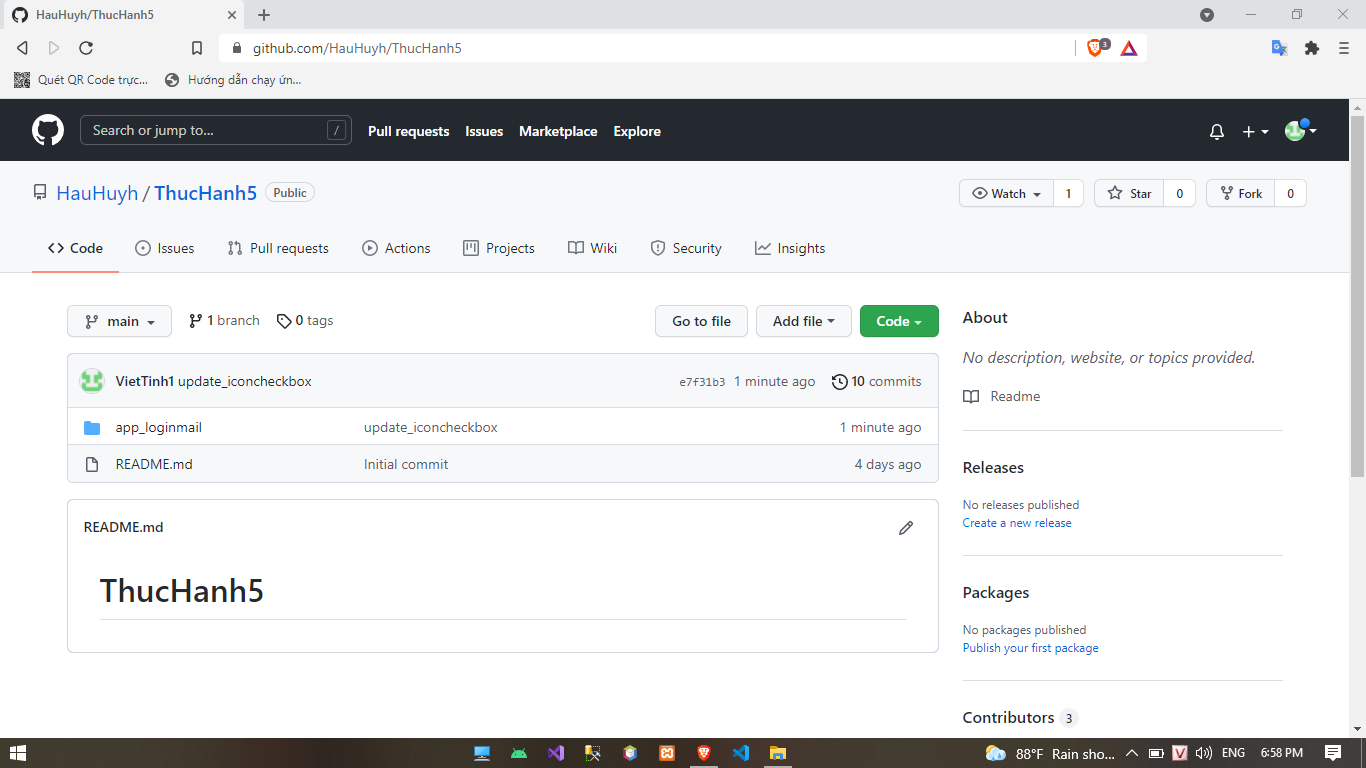 HauHuyh/ThucHanh5
github.com/HauHuyh/ThucHanh5
3
Quét QR Code trực...
Hướng dẫn chạy ứn...
Search or jump to...
/
Pull requests
Issues
Marketplace
Explore
HauHuyh / ThucHanh5
Public
Watch
1
Star
0
Fork
0
Code
Issues
Pull requests
Actions
Projects
Wiki
Security
Insights
main
1 branch
0 tags
Go to file
Add file
Code
VietTinh1 update_iconcheckbox
e7f31b3 1 minute ago
10 commits
app_loginmail
update_iconcheckbox
1 minute ago
README.md
Initial commit
4 days ago
README.md
ThucHanh5
About
No description, website, or topics provided.
Readme
Releases
No releases published
Create a new release
Packages
No packages published
Publish your first package
Contributors 3
88°F Rain sho...
V
ENG
6:58 PM